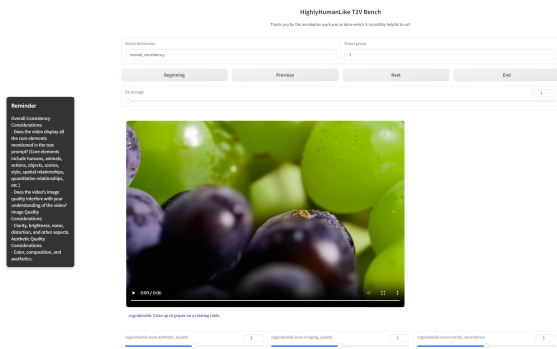 HighlyHumanLike T2V Bench
Thank you for the annotation work you've done which is incredibly helpful to us!
Select dimension
overall_consistency
Select group
1
Beginning
Previous
Next
End
Go to page
1
Reminder
Overall Consistency
Considerations:
- Does the video display all
the core elements
mentioned in the text
prompt? (Core elements
include humans, animals,
actions, objects, scenes,
style, spatial relationships,
quantitative relationships,
etc.)
- Does the video's image
quality interfere with your
understanding of the video?
Image Quality
Considerations:
- Clarity, brightness, noise,
distortion, and other aspects.
Aesthetic Quality
Considerations:
- Color, composition, and
aesthetics.
0:00 / 0:06
cogvideox5b: Close up of grapes on a rotating table.
cogvideox5b score aesthetic_quality
3
cogvideox5b score imaging_quality
3
cogvideox5b score overall_consistency
3